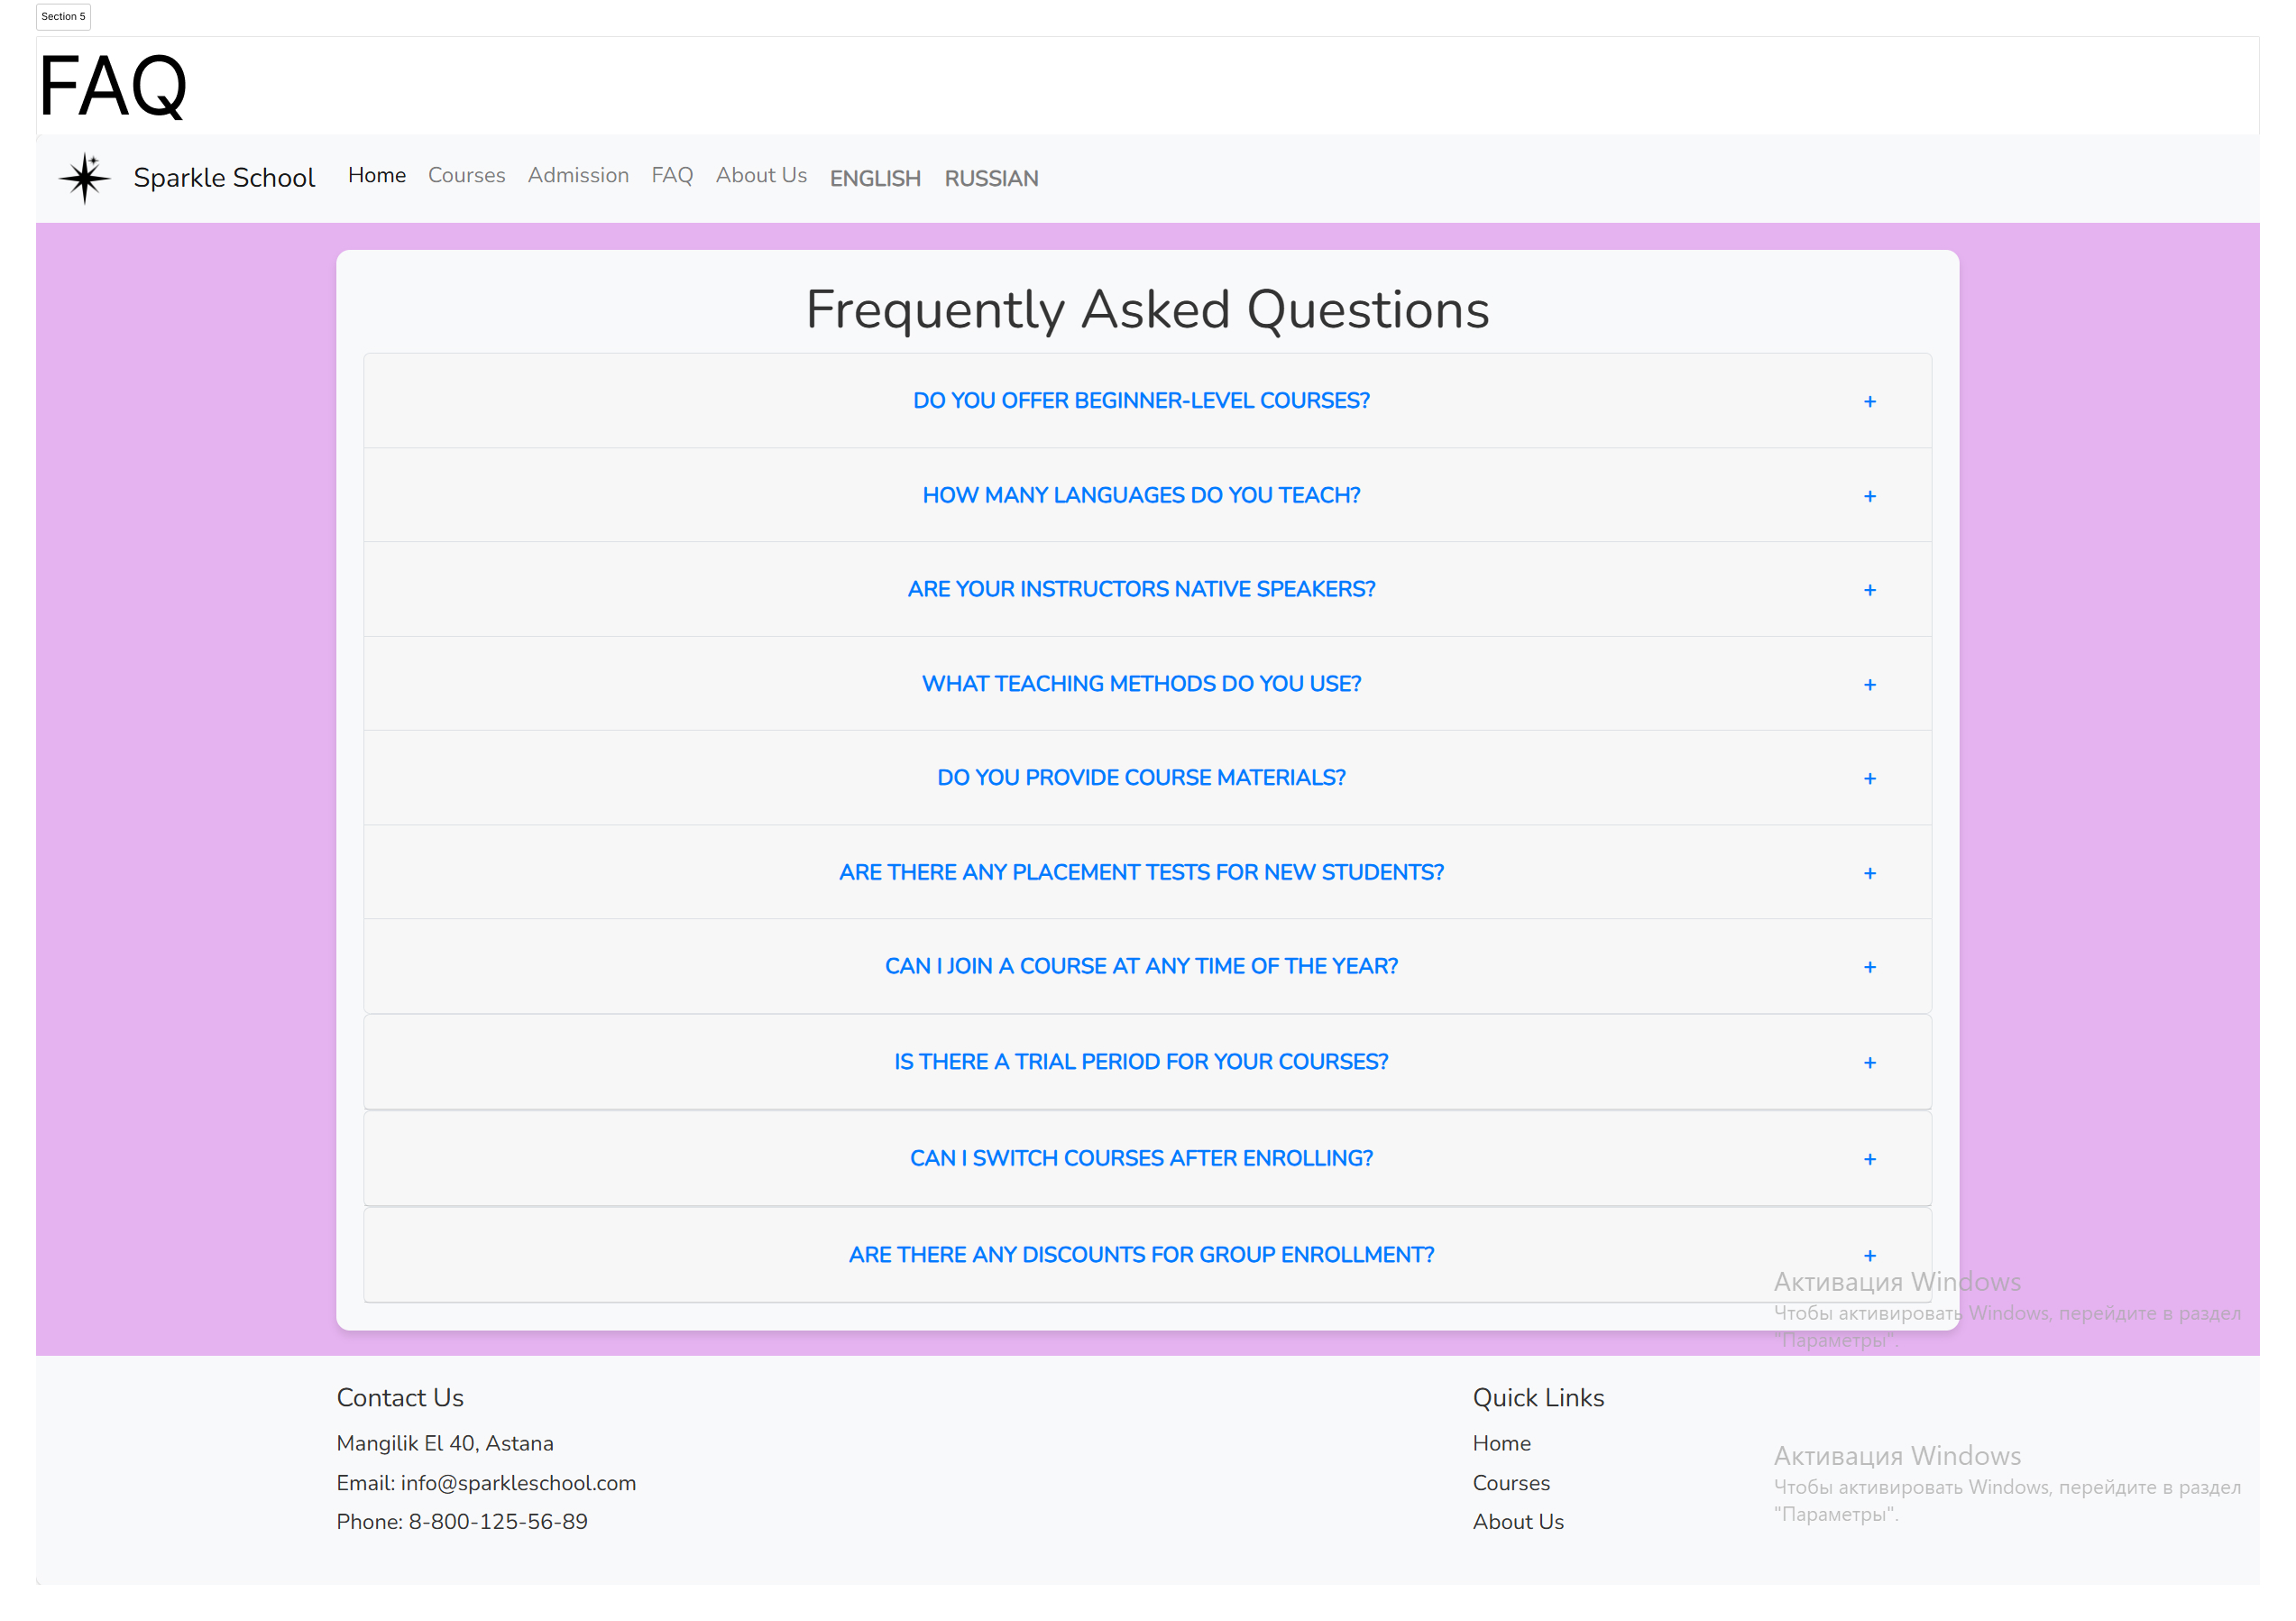 Section 5
FAQ
Sparkle School Home Courses Admission FAQ About Us ENGLISH RUSSIAN
Frequently Asked Questions
DO YOU OFFER BEGINNER-LEVEL COURSES? +
HOW MANY LANGUAGES DO YOU TEACH? +
ARE YOUR INSTRUCTORS NATIVE SPEAKERS? +
WHAT TEACHING METHODS DO YOU USE? +
DO YOU PROVIDE COURSE MATERIALS? +
ARE THERE ANY PLACEMENT TESTS FOR NEW STUDENTS? +
CAN I JOIN A COURSE AT ANY TIME OF THE YEAR? +
IS THERE A TRIAL PERIOD FOR YOUR COURSES? +
CAN I SWITCH COURSES AFTER ENROLLING? +
ARE THERE ANY DISCOUNTS FOR GROUP ENROLLMENT? +
Активация Windows
Чтобы активировать Windows, перейдите в раздел
"Параметры".
Contact Us
Mangilik El 40, Astana
Email: info@sparkleschool.com
Phone: 8-800-125-56-89
Quick Links
Home
Courses
About Us
Активация Windows
Чтобы активировать Windows, перейдите в раздел
"Параметры".